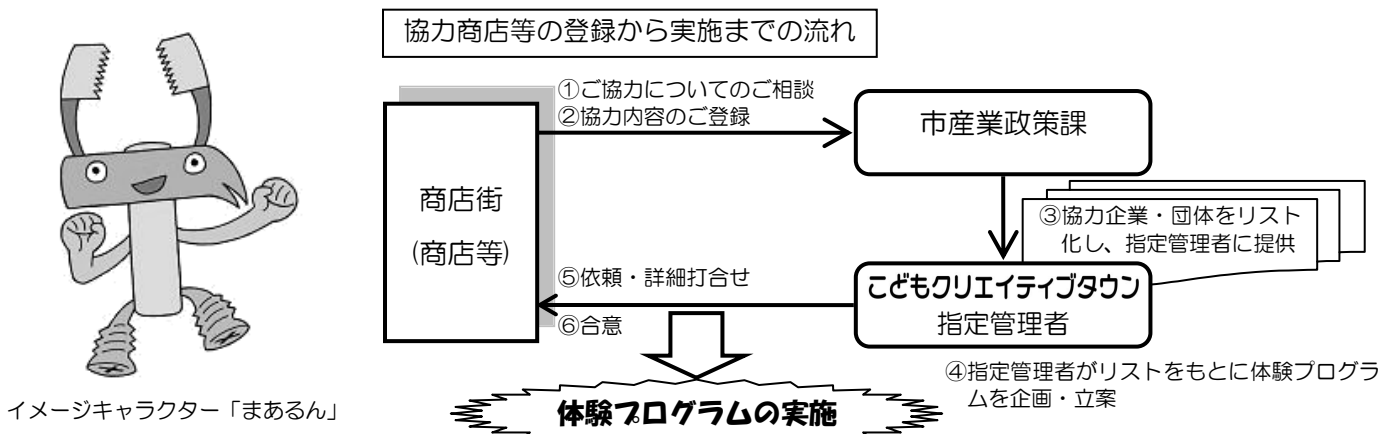 協力商店等の登録から実施までの流れ
①ご協力についてのご相談
②協力内容のご登録
市産業政策課
商店街
(商店等)
③協力企業・団体をリスト
化し、指定管理者に提供
こどもクリエイティブタウン
指定管理者
⑤依頼・詳細打合せ
⑥合意
④指定管理者がリストをもとに体験プログラ
ムを企画・立案
体験プログラムの実施
イメージキャラクター「まあるん」